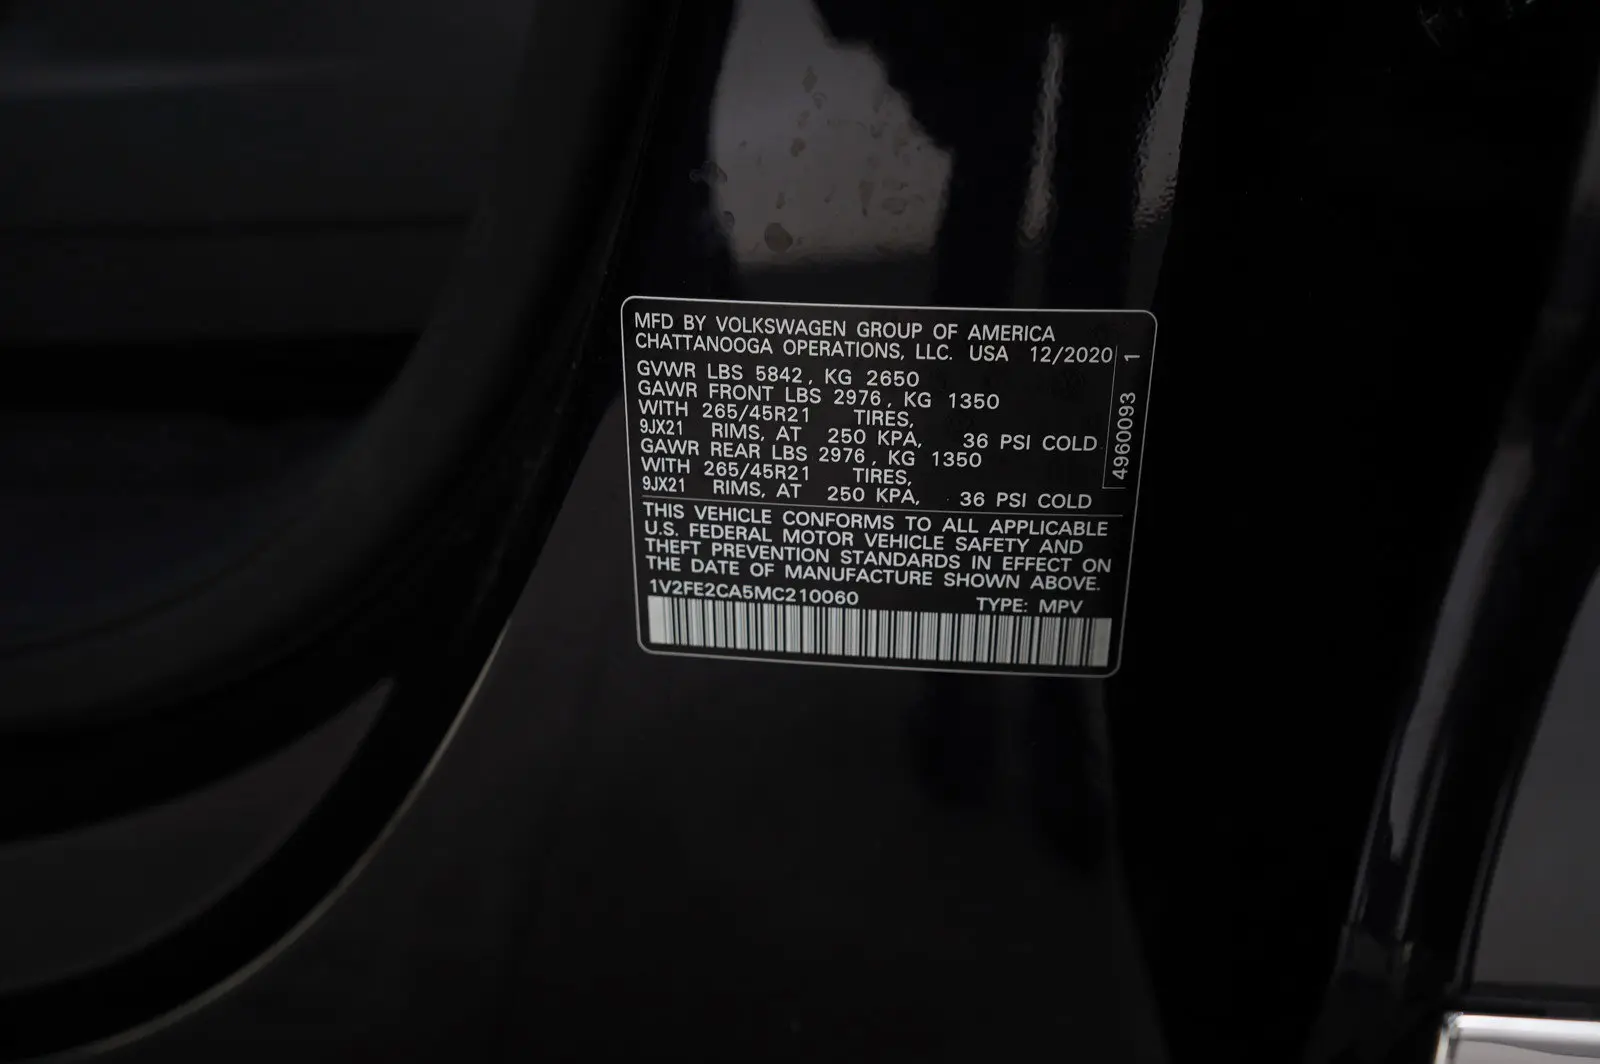 MFD BY VOLKSWAGEN GROUP OF AMERICA
CHATTANOOGA OPERATIONS, LLC. USA 12/2020
GVWR LBS 5842, KG 2650
GAWR FRONT LBS 2976, KG 1350
WITH 265/45R21 TIRES,
9JX21 RIMS, AT 250 KPA, 36 PSI COLD
GAWR REAR LBS 2976, KG 1350
WITH 265/45R21 TIRES,
9JX21 RIMS, AT 250 KPA, 36 PSI COLD
4960093 1
THIS VEHICLE CONFORMS TO ALL APPLICABLE
U.S. FEDERAL MOTOR VEHICLE SAFETY AND
THEFT PREVENTION STANDARDS IN EFFECT ON
THE DATE OF MANUFACTURE SHOWN ABOVE.
1V2FE2CA5MC210060 TYPE: MPV